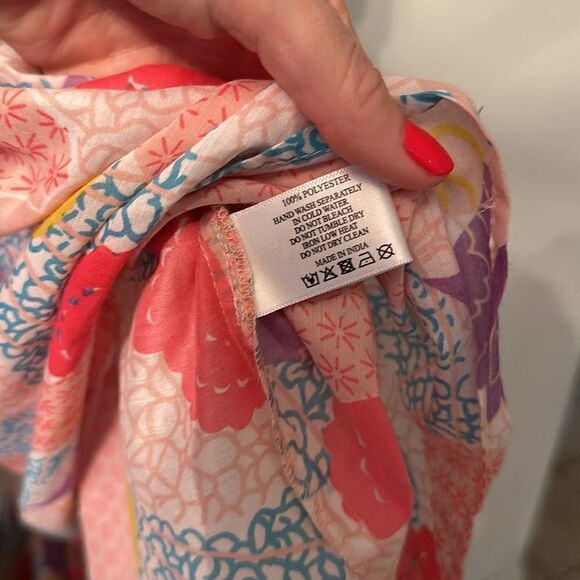 100% POLYESTER
HAND WASH SEPARATELY
IN COLD WATER
DO NOT BLEACH
DO NOT TUMBLE DRY
IRON LOW HEAT
DO NOT DRY CLEAN
MADE IN INDIA